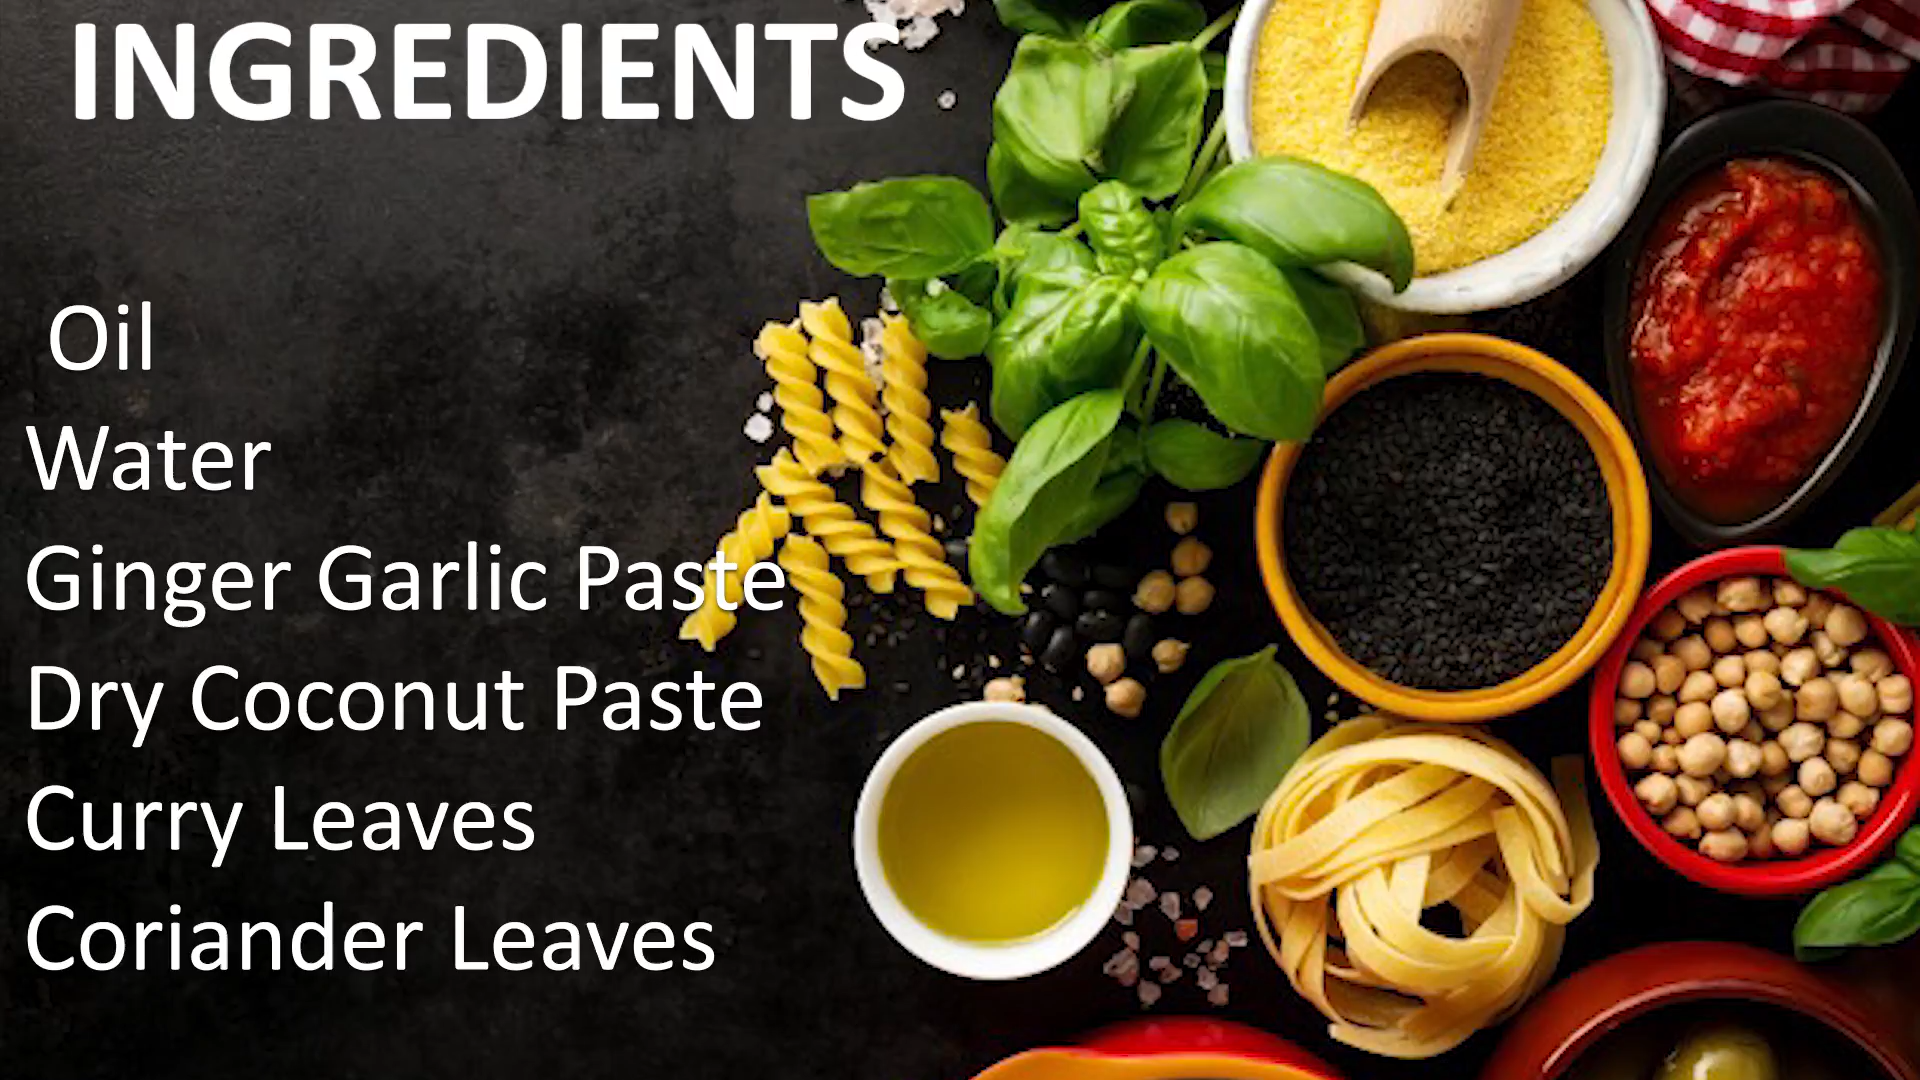 INGREDIENTS
Oil
Water
Ginger Garlic Paste
Dry Coconut Paste
Curry Leaves
Coriander Leaves